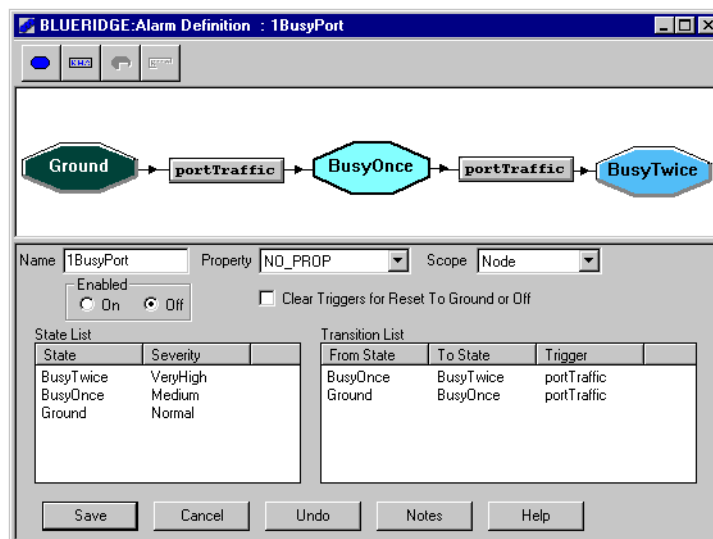 BLUERIDGE:Alarm Definition : 1BusyPort
Ground portTraffic BusyOnce portTraffic BusyTwice
Name 1BusyPort Property NO_PROP Scope Node
Enabled
On Off Clear Triggers for Reset To Ground or Off
State List Transition List
State Severity From State To State Trigger
BusyTwice VeryHigh BusyOnce BusyTwice portTraffic
BusyOnce Medium Ground BusyOnce portTraffic
Ground Normal
Save Cancel Undo Notes Help